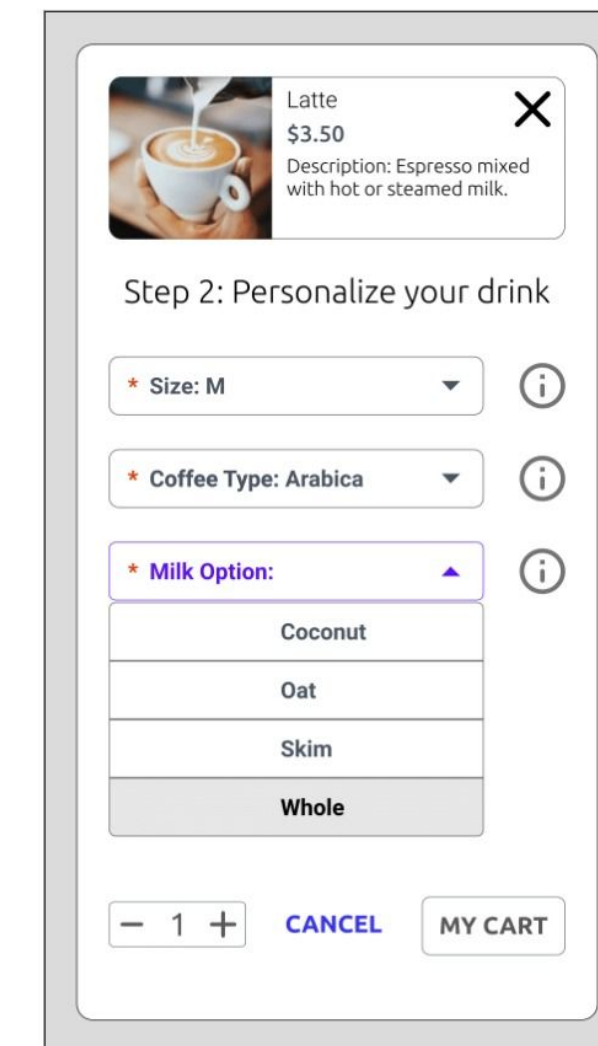 Latte
$3.50
Description: Espresso mixed
with hot or steamed milk.
Step 2: Personalize your drink
* Size: M
* Coffee Type: Arabica
* Milk Option:
Coconut
Oat
Skim
Whole
− 1 + CANCEL MY CART